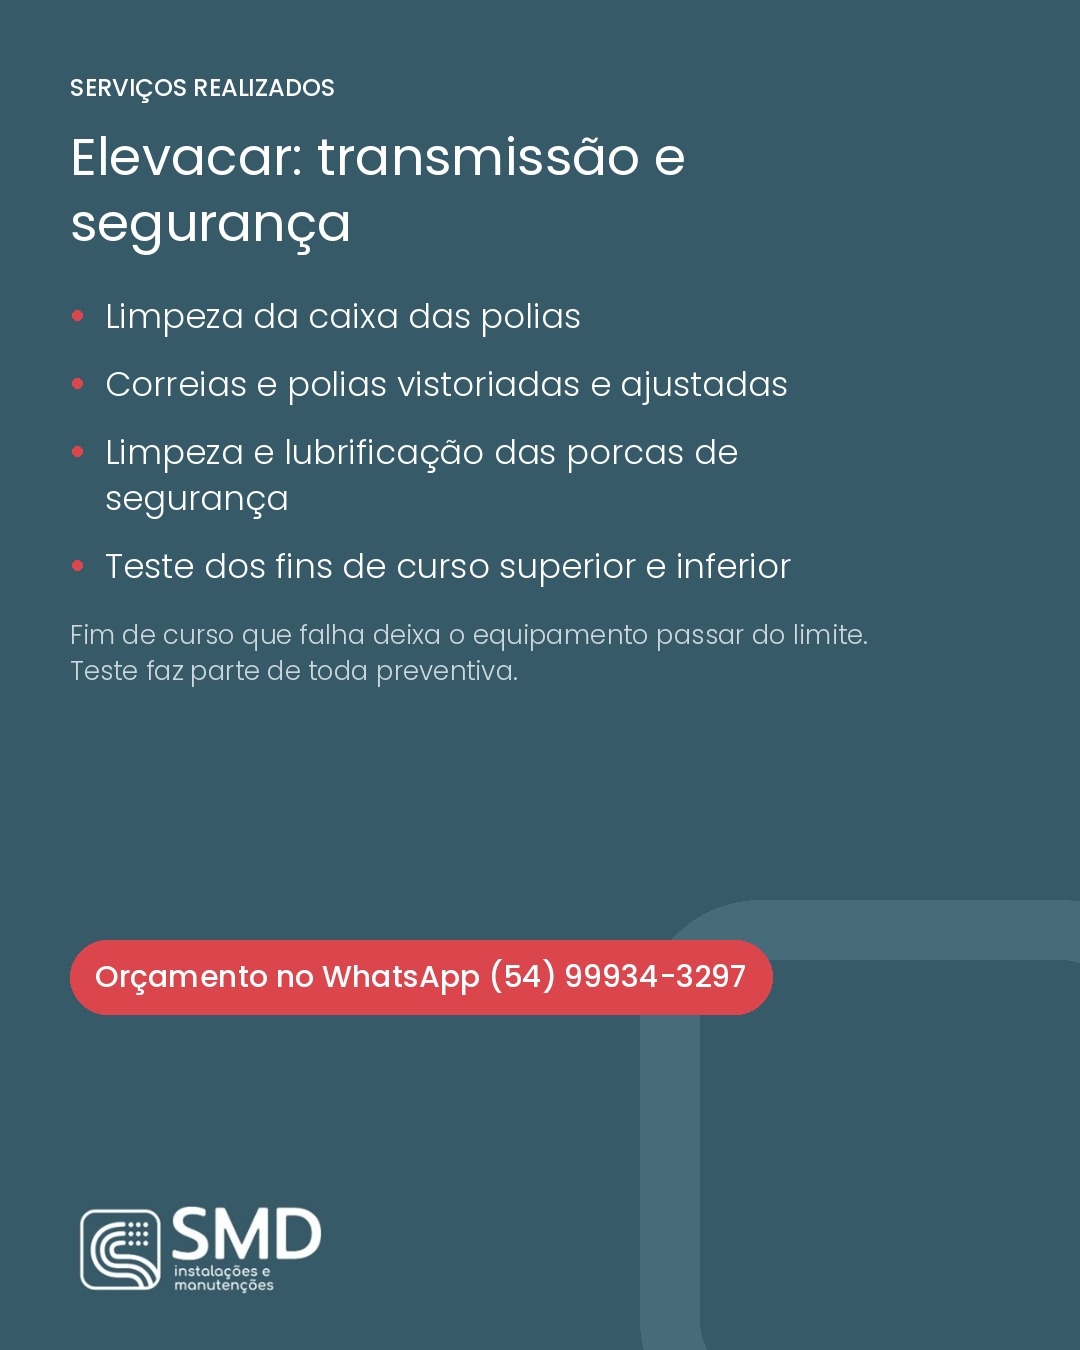 SERVIÇOS REALIZADOS
Elevacar: transmissão e
segurança
• Limpeza da caixa das polias
• Correias e polias vistoriadas e ajustadas
• Limpeza e lubrificação das porcas de
segurança
• Teste dos fins de curso superior e inferior
Fim de curso que falha deixa o equipamento passar do limite.
Teste faz parte de toda preventiva.
Orçamento no WhatsApp (54) 99934-3297
SMD
instalações e
manutenções